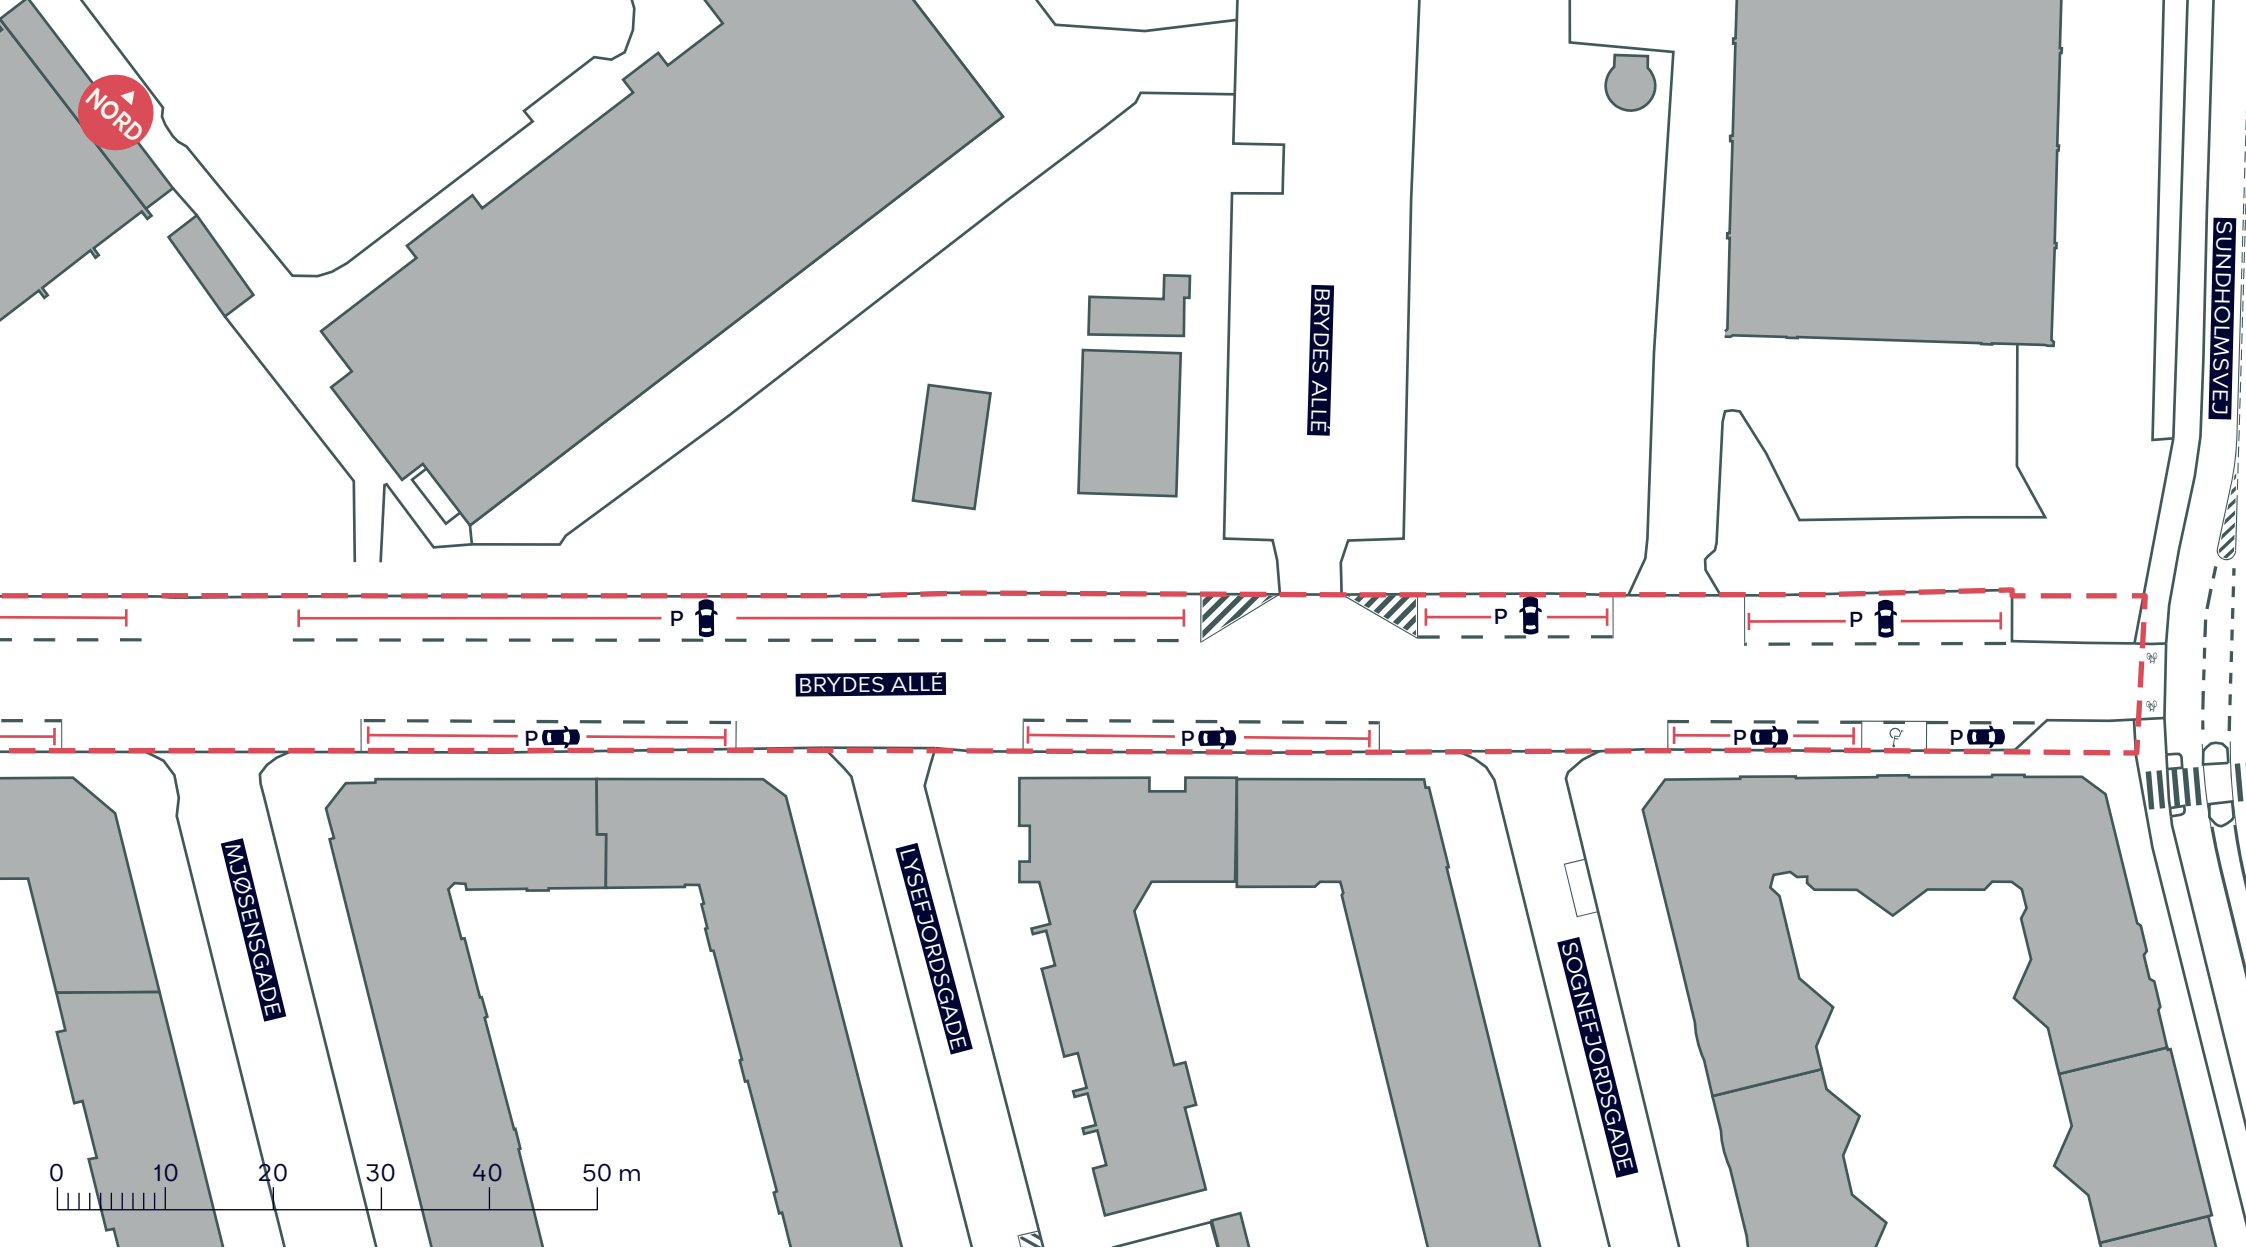 NORD
SUNDHOLMSVEJ
BRYDES ALLÉ
P
P
P
BRYDES ALLÉ
P
P
P
P
MJØSENSGADE
LYSEFJORDSGADE
SOGNEFJORDSGADE
0 10 20 30 40 50 m